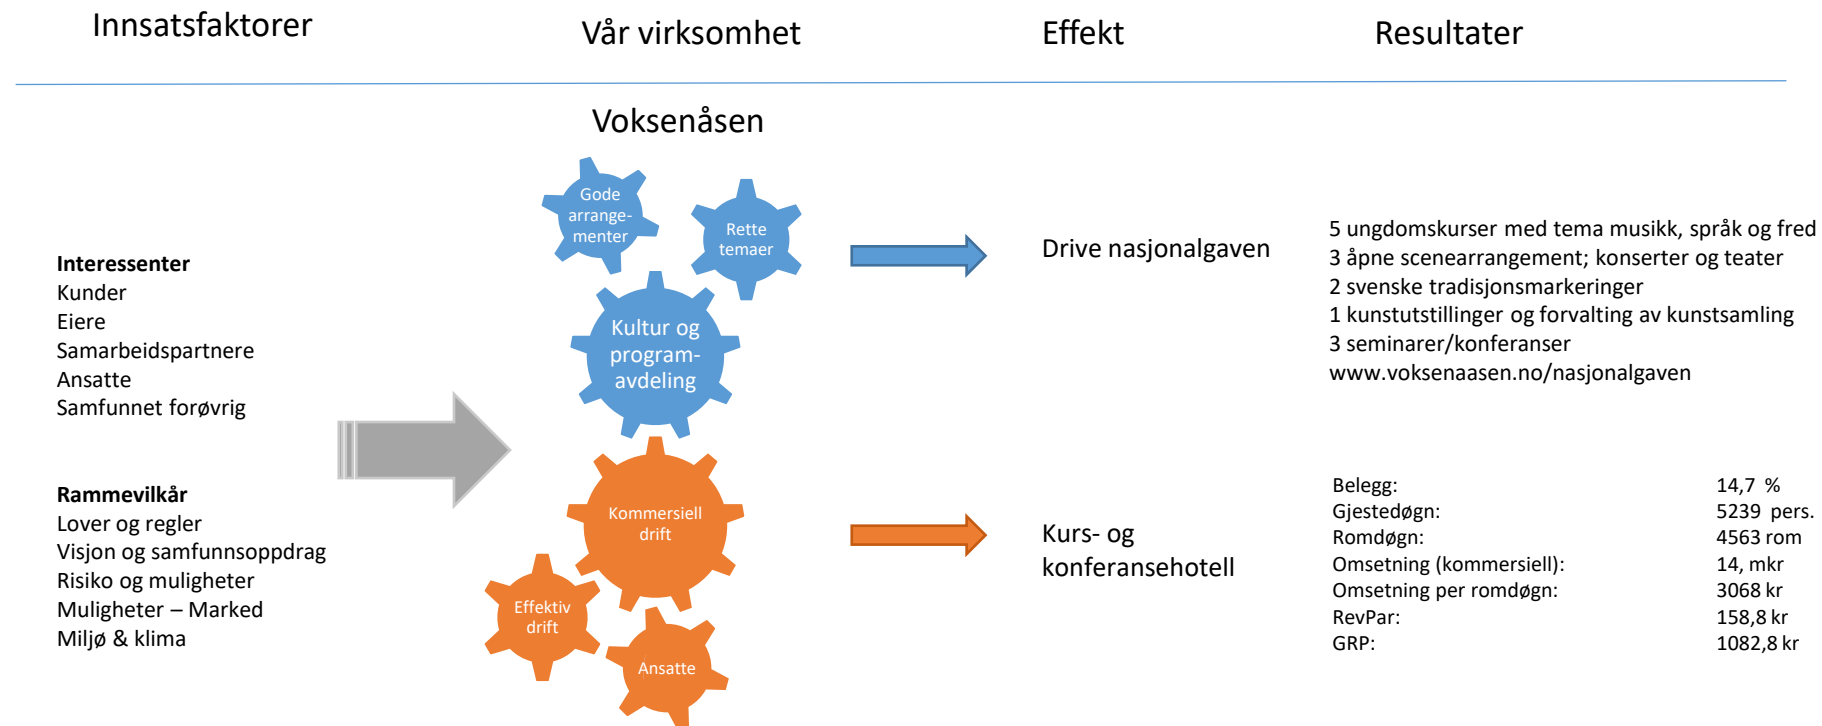 Innsatsfaktorer
Vår virksomhet
Effekt
Resultater
Voksenåsen
Interessenter
Kunder
Eiere
Samarbeidspartnere
Ansatte
Samfunnet forøvrig
Rammevilkår
Lover og regler
Visjon og samfunnsoppdrag
Risiko og muligheter
Muligheter – Marked
Miljø & klima
Gode
arrange-
menter
Rette
temaer
Kultur og
program-
avdeling
Kommersiell
drift
Effektiv
drift
Ansatte
Drive nasjonalgaven
Kurs- og
konferansehotell
5 ungdomskurser med tema musikk, språk og fred
3 åpne scenearrangement; konserter og teater
2 svenske tradisjonsmarkeringer
1 kunstutstillinger og forvalting av kunstsamling
3 seminarer/konferanser
www.voksenaasen.no/nasjonalgaven
Belegg: 14,7 %
Gjestedøgn: 5239 pers.
Romdøgn: 4563 rom
Omsetning (kommersiell): 14, mkr
Omsetning per romdøgn: 3068 kr
RevPar: 158,8 kr
GRP: 1082,8 kr